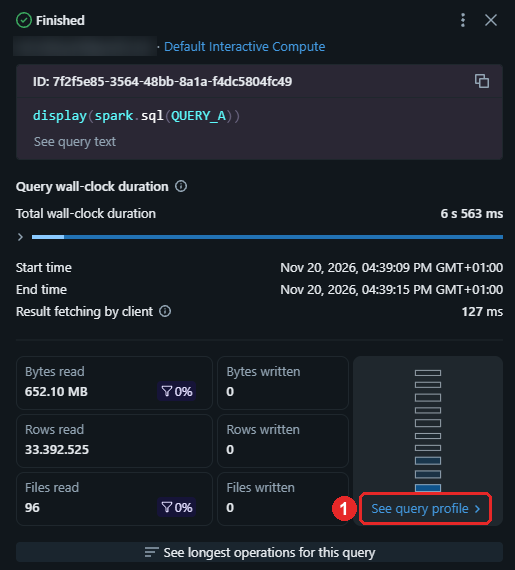 Finished
· Default Interactive Compute
ID: 7f2f5e85-3564-48bb-8a1a-f4dc5804fc49
display(spark.sql(QUERY_A))
See query text
Query wall-clock duration
Total wall-clock duration 6 s 563 ms
Start time Nov 20, 2026, 04:39:09 PM GMT+01:00
End time Nov 20, 2026, 04:39:15 PM GMT+01:00
Result fetching by client 127 ms
Bytes read Bytes written
652.10 MB 0% 0
Rows read Rows written
33.392.525 0
Files read Files written
96 0% 0
1 See query profile
See longest operations for this query